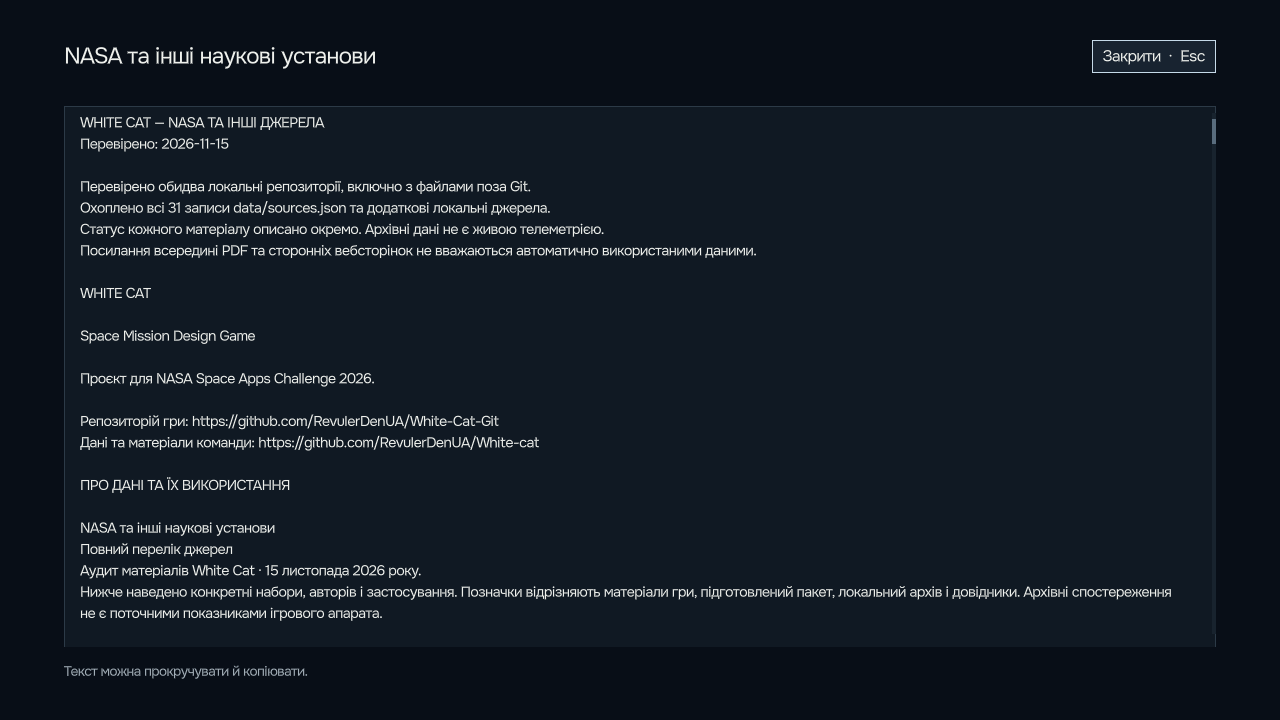 NASA та інші наукові установи
Закрити · Esc
WHITE CAT — NASA ТА ІНШІ ДЖЕРЕЛА
Перевірено: 2026-11-15
Перевірено обидва локальні репозиторії, включно з файлами поза Git.
Охоплено всі 31 записи data/sources.json та додаткові локальні джерела.
Статус кожного матеріалу описано окремо. Архівні дані не є живою телеметрією.
Посилання всередині PDF та сторонніх вебсторінок не вважаються автоматично використаними даними.
WHITE CAT
Space Mission Design Game
Проєкт для NASA Space Apps Challenge 2026.
Репозиторій гри: https://github.com/RevulerDenUA/White-Cat-Git
Дані та матеріали команди: https://github.com/RevulerDenUA/White-cat
ПРО ДАНІ ТА ЇХ ВИКОРИСТАННЯ
NASA та інші наукові установи
Повний перелік джерел
Аудит матеріалів White Cat · 15 листопада 2026 року.
Нижче наведено конкретні набори, авторів і застосування. Позначки відрізняють матеріали гри, підготовлений пакет, локальний архів і довідники. Архівні спостереження
не є поточними показниками ігрового апарата.
Текст можна прокручувати й копіювати.